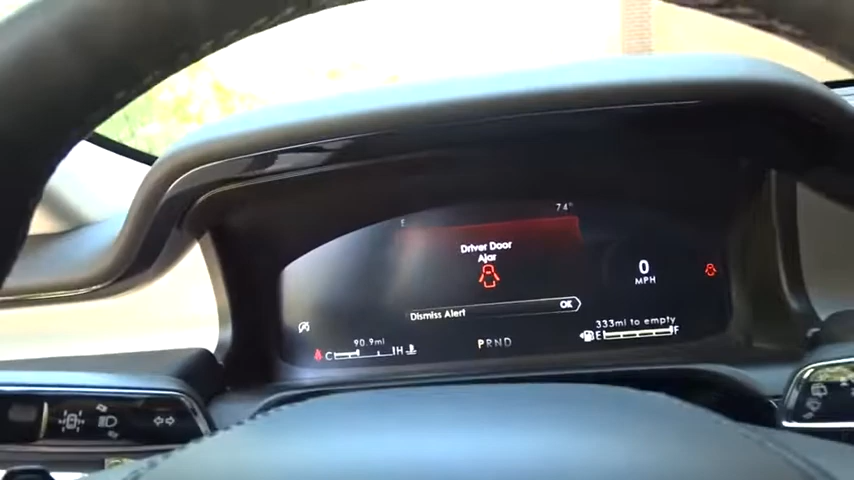 74°
E
Driver Door
Ajar
0
MPH
Dismiss Alert
OK
333mi to empty
E F
90.9mi
C H
PRND